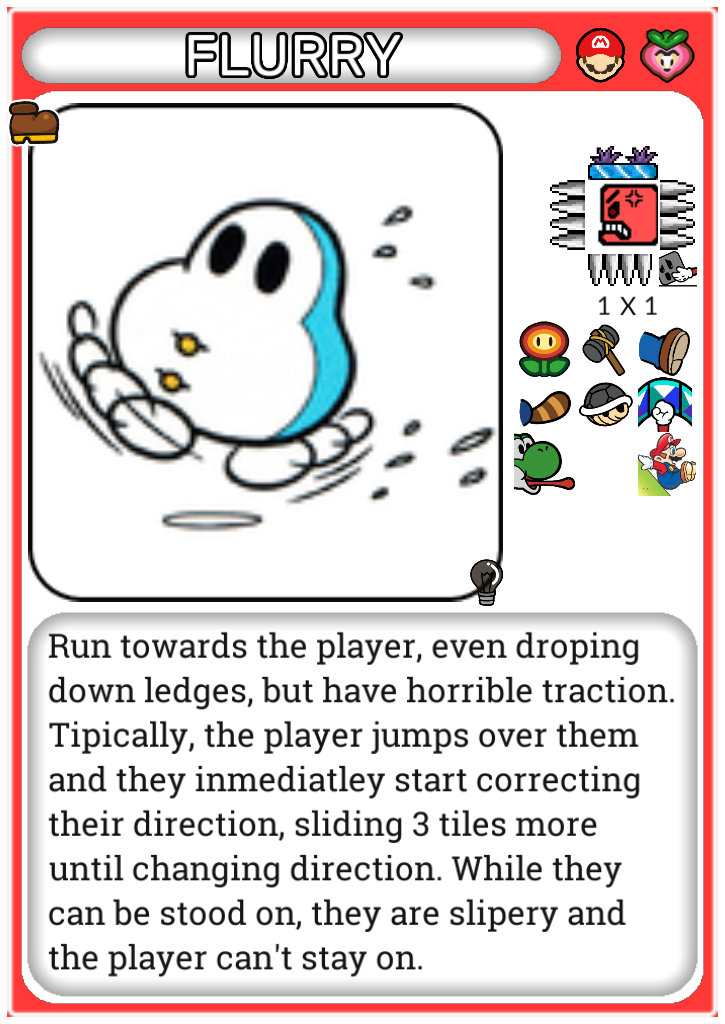 FLURRY
1 X 1
Run towards the player, even droping
down ledges, but have horrible traction.
Tipically, the player jumps over them
and they inmediatley start correcting
their direction, sliding 3 tiles more
until changing direction. While they
can be stood on, they are slipery and
the player can't stay on.